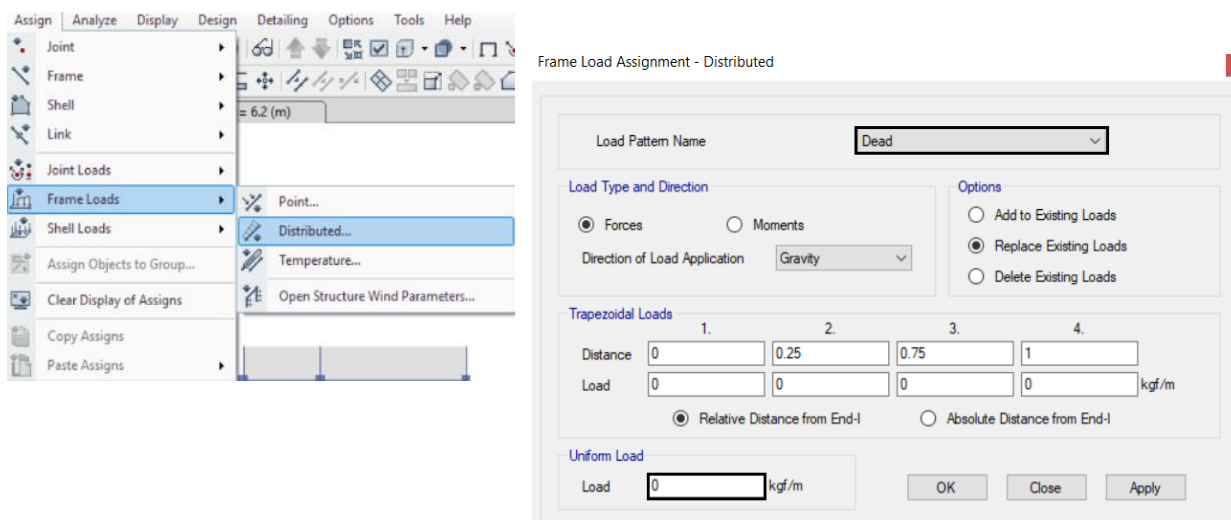 Assign Analyze Display Design Detailing Options Tools Help
Joint
Frame
Shell
Link
Joint Loads
Frame Loads
Shell Loads
Assign Objects to Group...
Clear Display of Assigns
Copy Assigns
Paste Assigns
= 6.2 (m)
Point...
Distributed...
Temperature...
Open Structure Wind Parameters...
Frame Load Assignment - Distributed
Load Pattern Name Dead
Load Type and Direction
Forces Moments
Direction of Load Application Gravity
Options
Add to Existing Loads
Replace Existing Loads
Delete Existing Loads
Trapezoidal Loads
1. 2. 3. 4.
Distance 0 0.25 0.75 1
Load 0 0 0 0 kgf/m
Relative Distance from End-I Absolute Distance from End-I
Uniform Load
Load 0 kgf/m
OK Close Apply